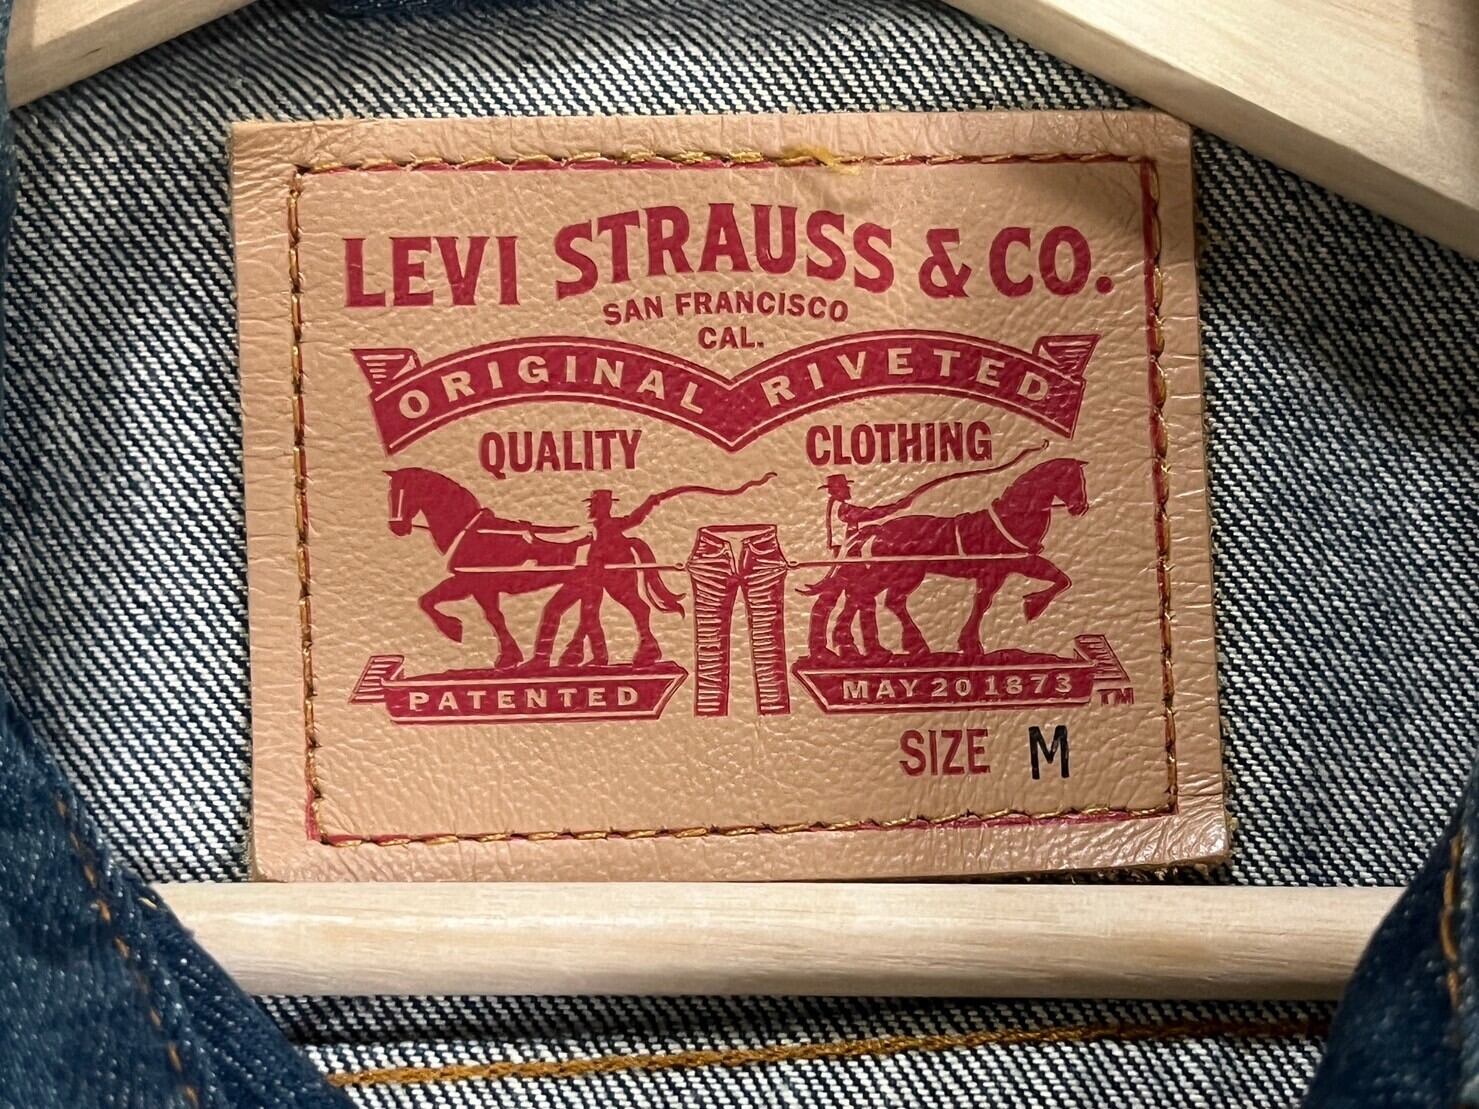 LEVI STRAUSS & CO.
SAN FRANCISCO
CAL.
ORIGINAL RIVETED
QUALITY CLOTHING
PATENTED MAY 20 1873 TM
SIZE M